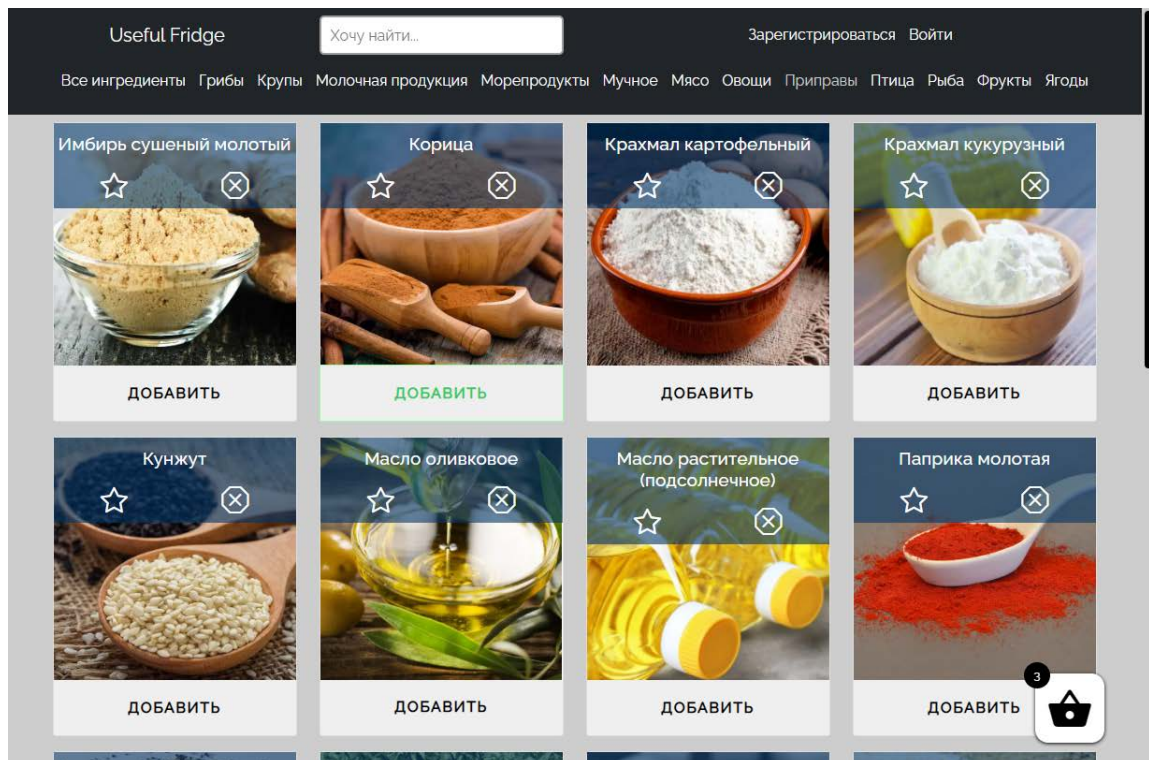 Useful Fridge
Хочу найти...
Зарегистрироваться Войти
Все ингредиенты Грибы Крупы Молочная продукция Морепродукты Мучное Мясо Овощи Приправы Птица Рыба Фрукты Ягоды
Имбирь сушеный молотый
Корица
Крахмал картофельный
Крахмал кукурузный
ДОБАВИТЬ
ДОБАВИТЬ
ДОБАВИТЬ
ДОБАВИТЬ
Кунжут
Масло оливковое
Масло растительное
(подсолнечное)
Паприка молотая
ДОБАВИТЬ
ДОБАВИТЬ
ДОБАВИТЬ
ДОБАВИТЬ
3